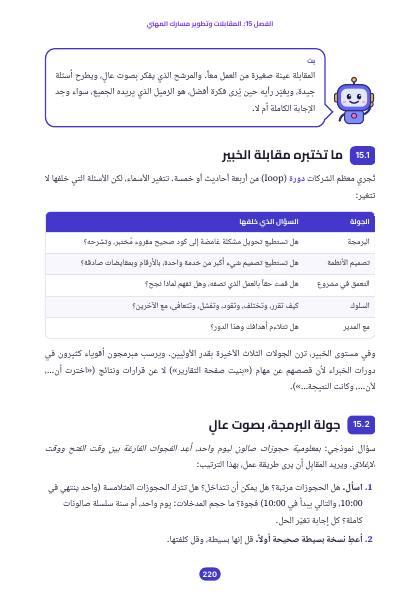 الفصل 15: المقابلات وتطوير مسارك المهني
بِت
المقابلة عينة صغيرة من العمل معاً. والمرشح الذي يفكر بصوت عالٍ، ويطرح أسئلة
جيدة، ويغيّر رأيه حين يُرى فكرة أفضل، هو الزميل الذي يريده الجميع، سواء وجد
الإجابة الكاملة أم لا.
15.1 ما تختبره مقابلة الخبير
تُجري معظم الشركات دورة (loop) من أربعة أحاديث أو خمسة. تتغير الأسماء، لكن الأسئلة التي خلفها لا
تتغير:
الجولة السؤال الذي خلفها
البرمجة هل تستطيع تحويل مشكلة غامضة إلى كود صحيح مقروء مُختبر، وتشرحه؟
تصميم الأنظمة هل تستطيع تصميم شيء أكبر من خدمة واحدة، بالأرقام وبمقايضات صادقة؟
التعمق في مشروع هل قمت حقاً بالعمل الذي تصفه، وهل تفهم لماذا نجح؟
السلوك كيف تقرر، وتختلف، وتقود، وتفشل، وتتعافى، مع الآخرين؟
مع المدير هل تتلاءم أهدافك وهذا الدور؟
وفي مستوى الخبير، تزن الجولات الثلاث الأخيرة بقدر الأوليين. ويرسب مبرمجون أقوياء كثيرون في
دورات الخبراء لأن قصصهم عن مهام («بنيت صفحة التقارير») لا عن قرارات ونتائج («اخترت أن...،
لأن...، وكانت النتيجة...»).
15.2 جولة البرمجة، بصوت عالٍ
سؤال نموذجي: بمعلومية حجوزات صالون ليوم واحد، أعِد الفجوات الفارغة بين وقت الفتح ووقت
الإغلاق. ويريد المقابِل أن يرى طريقة عمل، بهذا الترتيب:
1. اسأل. هل الحجوزات مرتبة؟ هل يمكن أن تتداخل؟ هل تترك الحجوزات المتلامسة (واحد ينتهي في
10:00، والتالي يبدأ في 10:00) فجوة؟ ما حجم المدخلات: يوم واحد، أم سنة سلسلة صالونات
كاملة؟ كل إجابة تغيّر الحل.
2. أعطِ نسخة بسيطة صحيحة أولاً. قل إنها بسيطة، وقل كلفتها.
220